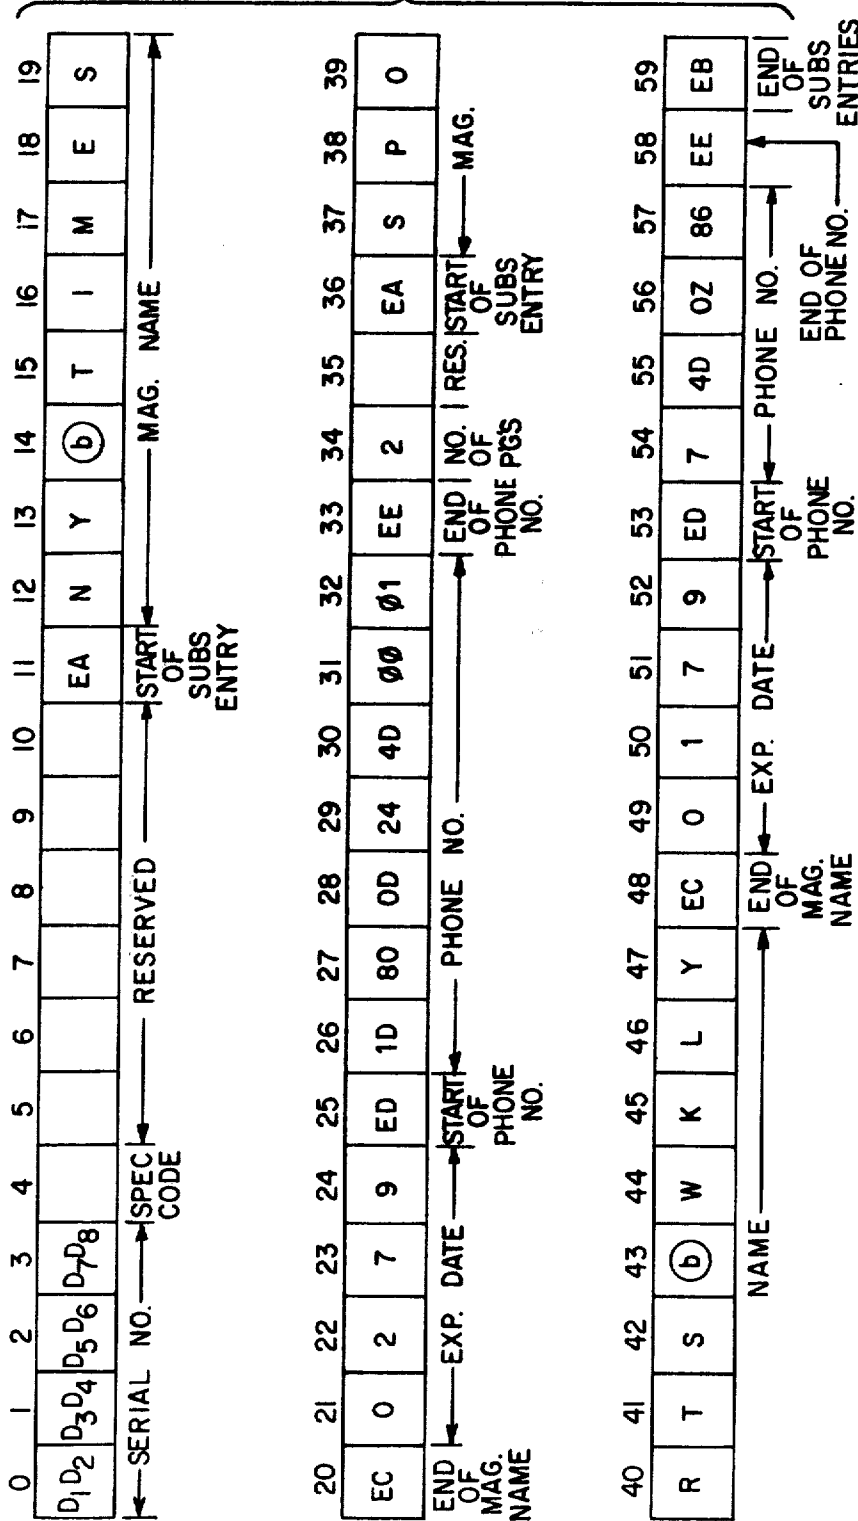 0 1 2 3 4 5 6 7 8 9 10 11 12 13 14 15 16 17 18 19
D1D2 D3D4 D5D6 D7D8 EA N Y b T I M E S
SERIAL NO. SPEC CODE RESERVED START OF SUBS ENTRY MAG. NAME
20 21 22 23 24 25 26 27 28 29 30 31 32 33 34 35 36 37 38 39
EC 0 2 7 9 ED 1D 80 0D 24 4D ØØ Ø1 EE 2 EA S P O
END OF MAG. NAME EXP. DATE START OF PHONE NO. PHONE NO. END OF PHONE NO. NO. OF PG'S RES. START OF SUBS ENTRY MAG.
40 41 42 43 44 45 46 47 48 49 50 51 52 53 54 55 56 57 58 59
R T S b W K L Y EC 0 1 7 9 ED 7 4D 0Z 86 EE EB
NAME END OF MAG. NAME EXP. DATE START OF PHONE NO. PHONE NO. END OF PHONE NO. END OF SUBS ENTRIES